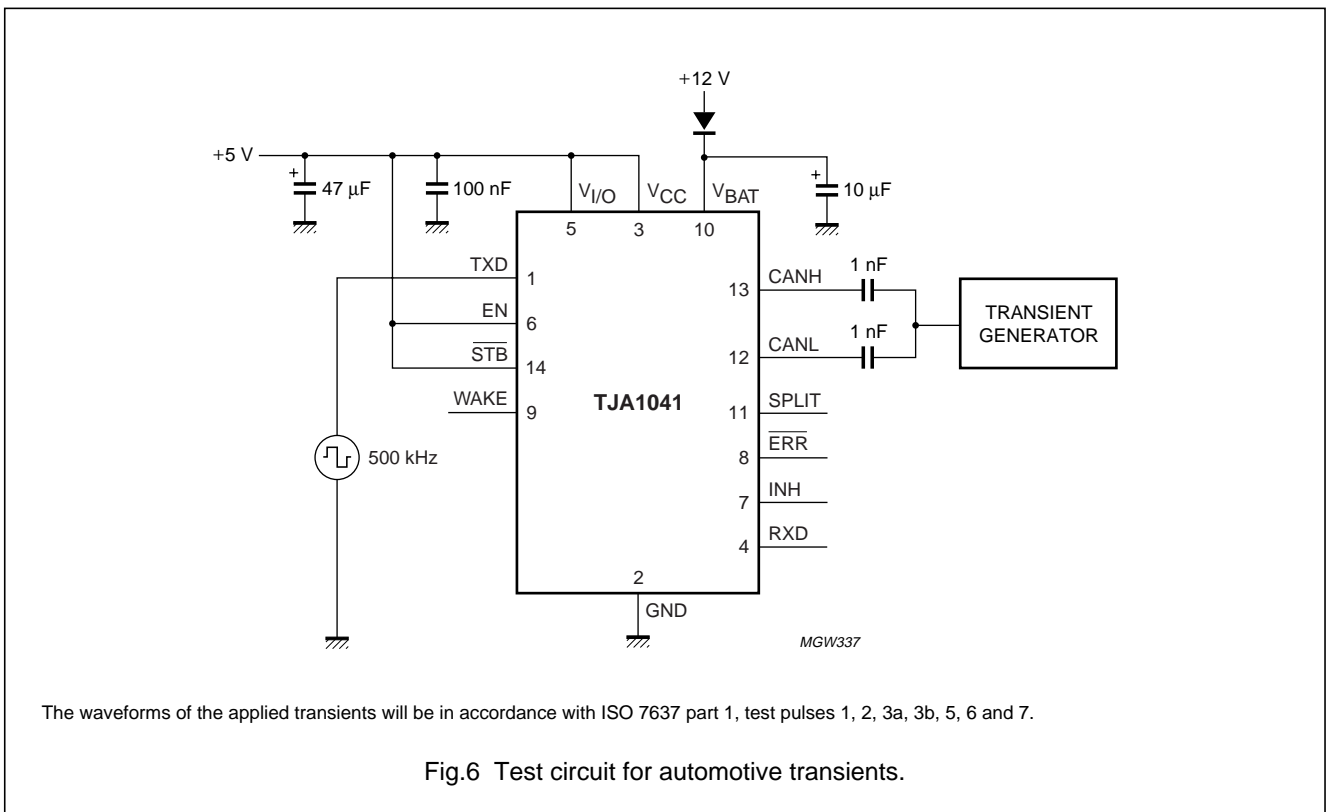 +12 V
+5 V
+
47 μF
100 nF
VI/O
VCC
VBAT
+
10 μF
5
3
10
TXD
1
EN
6
STB
14
WAKE
9
TJA1041
13
CANH
1 nF
12
CANL
1 nF
TRANSIENT
GENERATOR
11
SPLIT
8
ERR
7
INH
4
RXD
500 kHz
2
GND
MGW337
The waveforms of the applied transients will be in accordance with ISO 7637 part 1, test pulses 1, 2, 3a, 3b, 5, 6 and 7.
Fig.6 Test circuit for automotive transients.